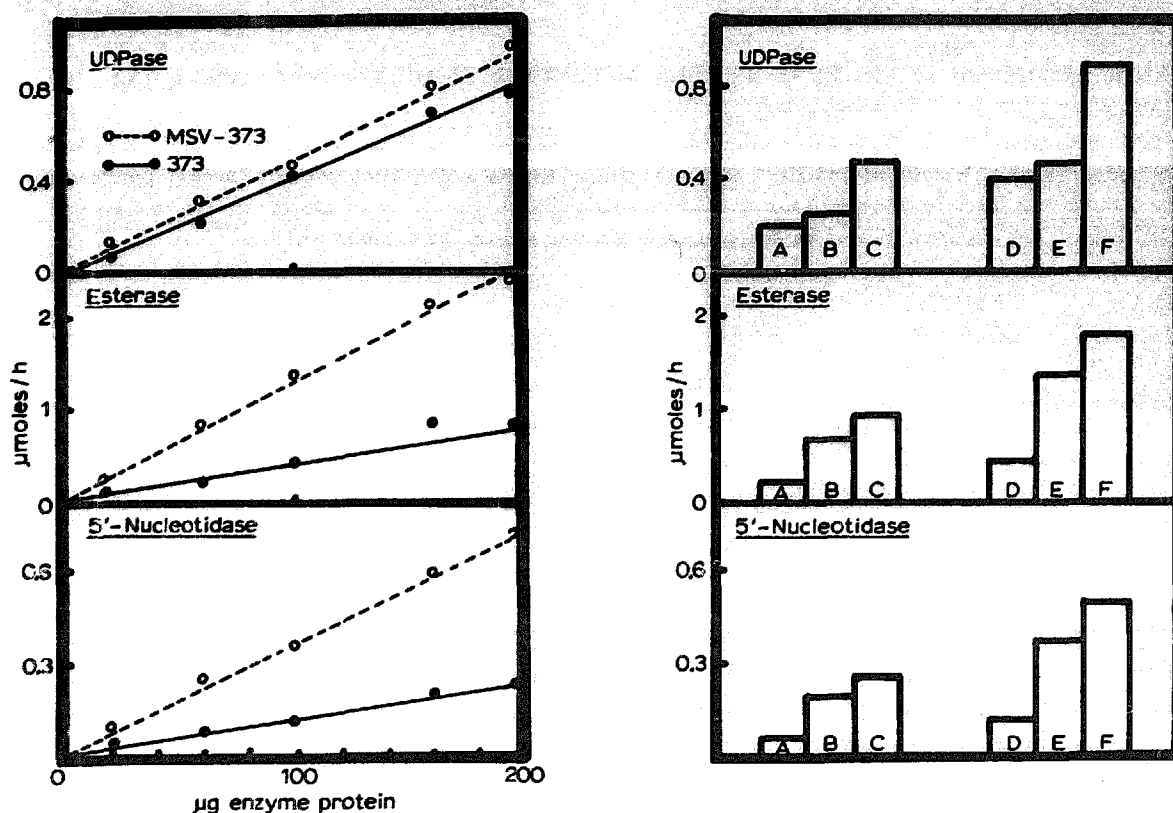 UDPase
0.8
0.4
0
MSV-373
373
Esterase
2
1
0
µmoles/h
5'-Nucleotidase
0.6
0.3
0
100
200
µg enzyme protein
UDPase
0.8
0.4
0
A
B
C
D
E
F
Esterase
2
1
0
µmoles/h
A
B
C
D
E
F
5'-Nucleotidase
0.6
0.3
A
B
C
D
E
F